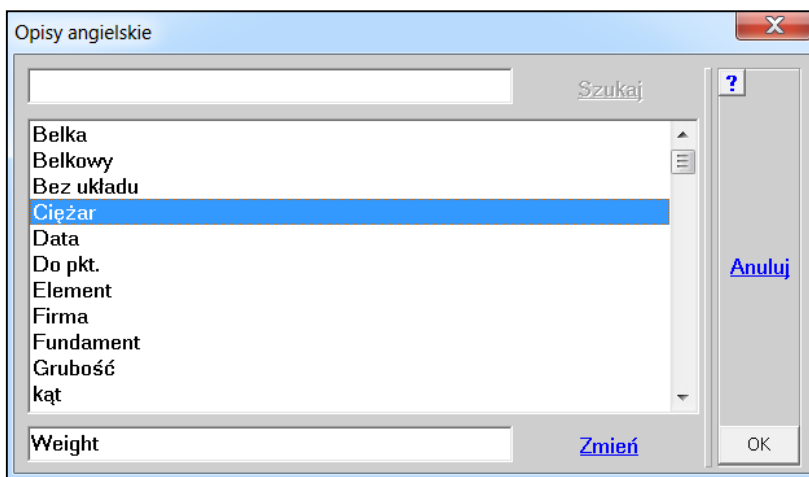 Opisy angielskie
X
Szukaj
?
Belka
Belkowy
Bez układu
Ciężar
Data
Do pkt.
Element
Firma
Fundament
Grubość
kąt
Anuluj
Weight
Zmień
OK